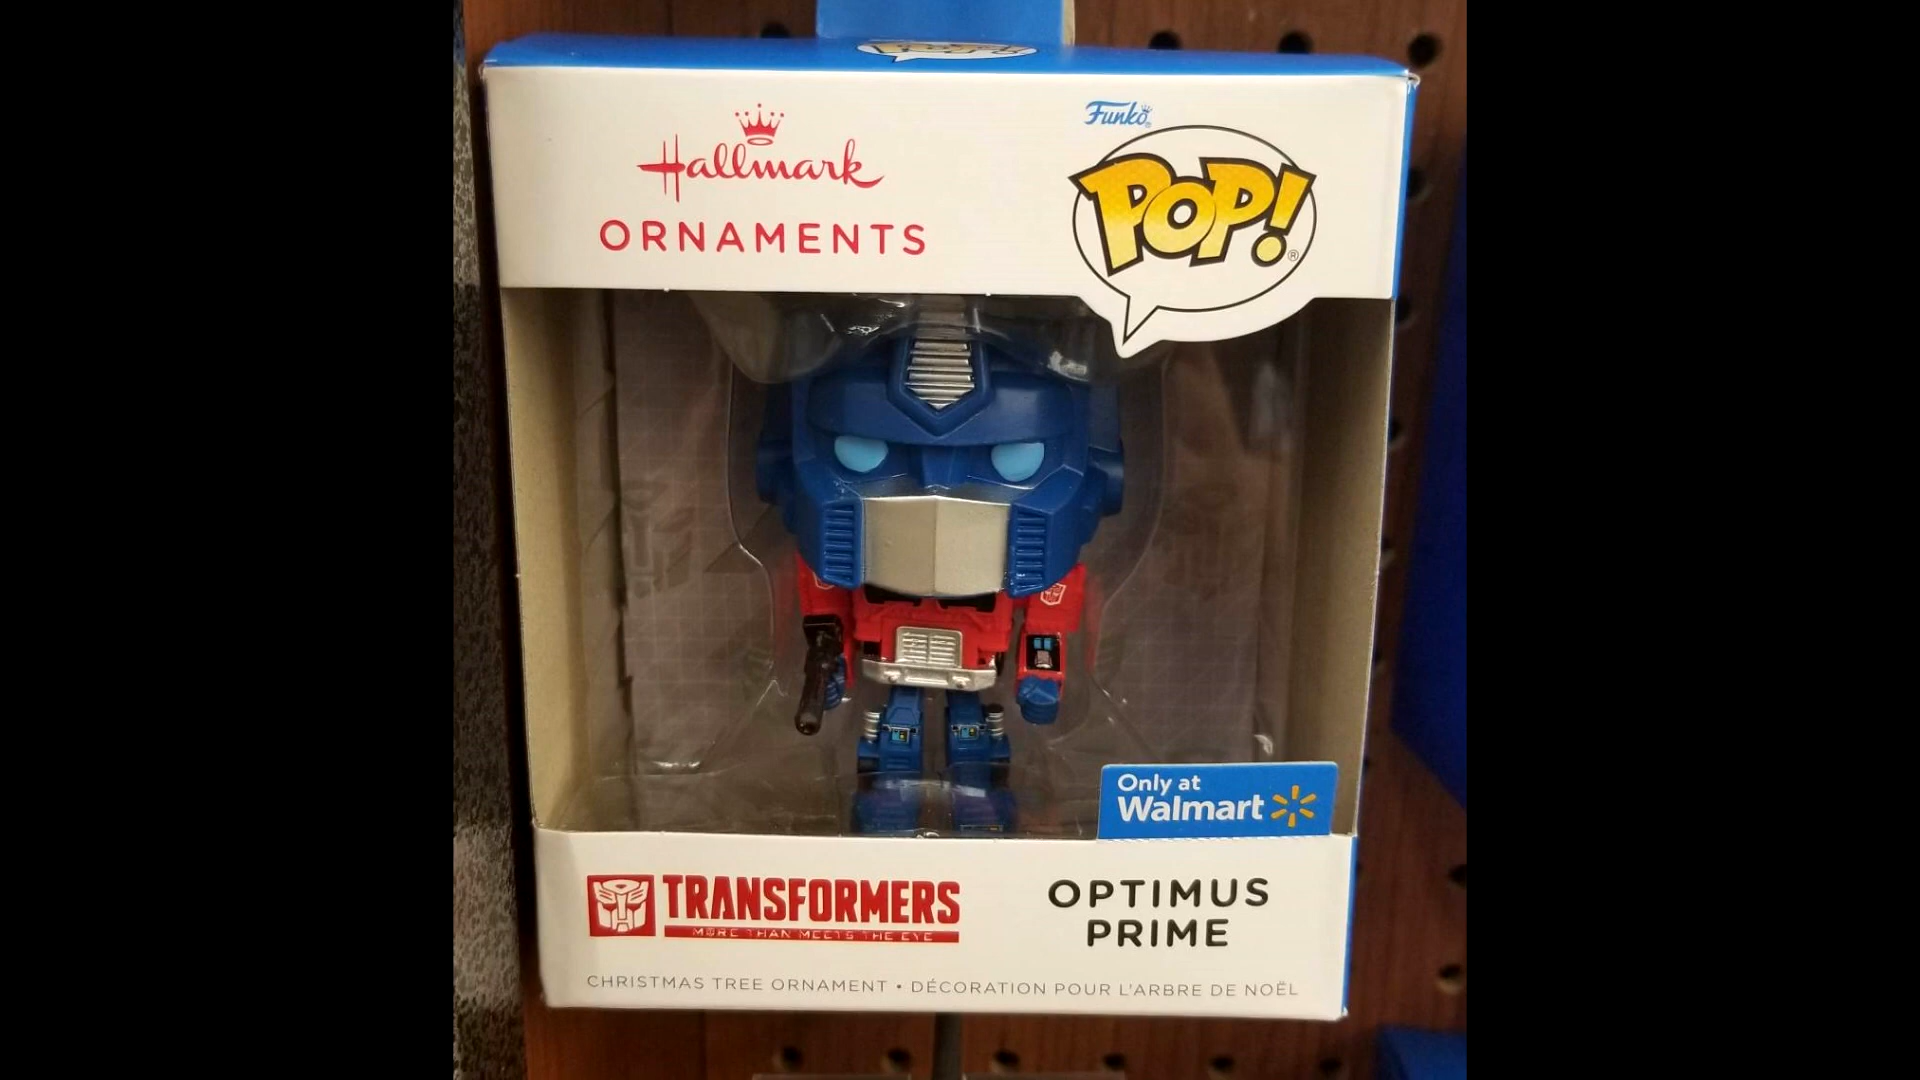 Hallmark
ORNAMENTS
Funko
POP!
Only at
Walmart
TRANSFORMERS
MORE THAN MEETS THE EYE
OPTIMUS
PRIME
CHRISTMAS TREE ORNAMENT • DÉCORATION POUR L'ARBRE DE NOËL